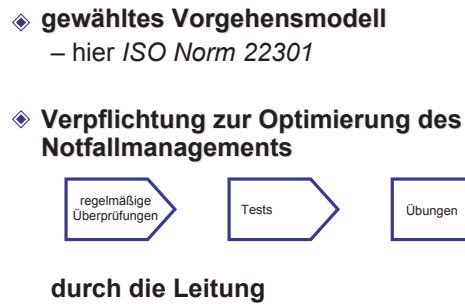 gewähltes Vorgehensmodell
– hier ISO Norm 22301
Verpflichtung zur Optimierung des
Notfallmanagements
regelmäßige
Überprüfungen
Tests
Übungen
durch die Leitung